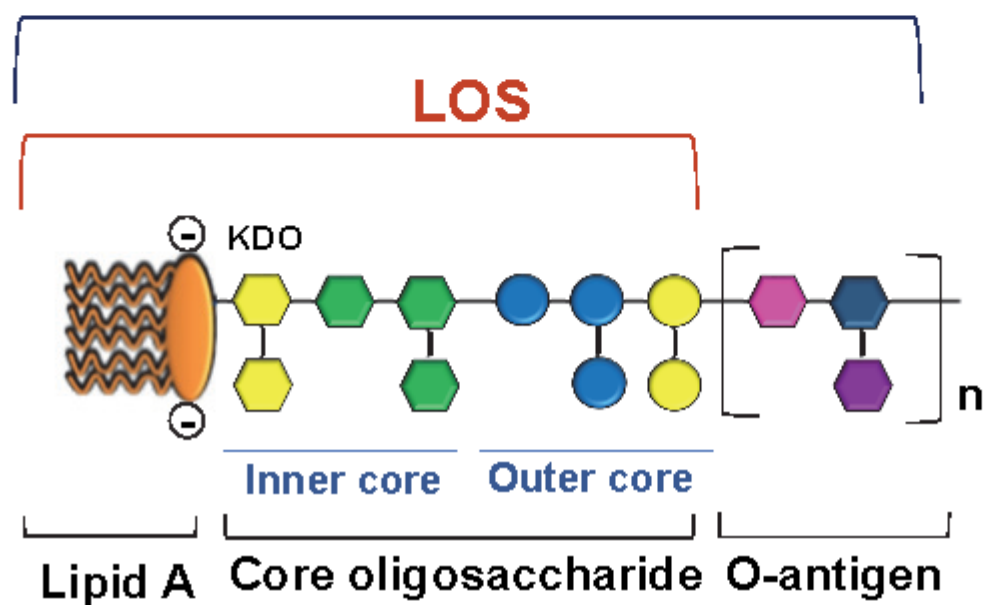 LOS
-
KDO
-
n
Inner core
Outer core
Lipid A
Core oligosaccharide
O-antigen